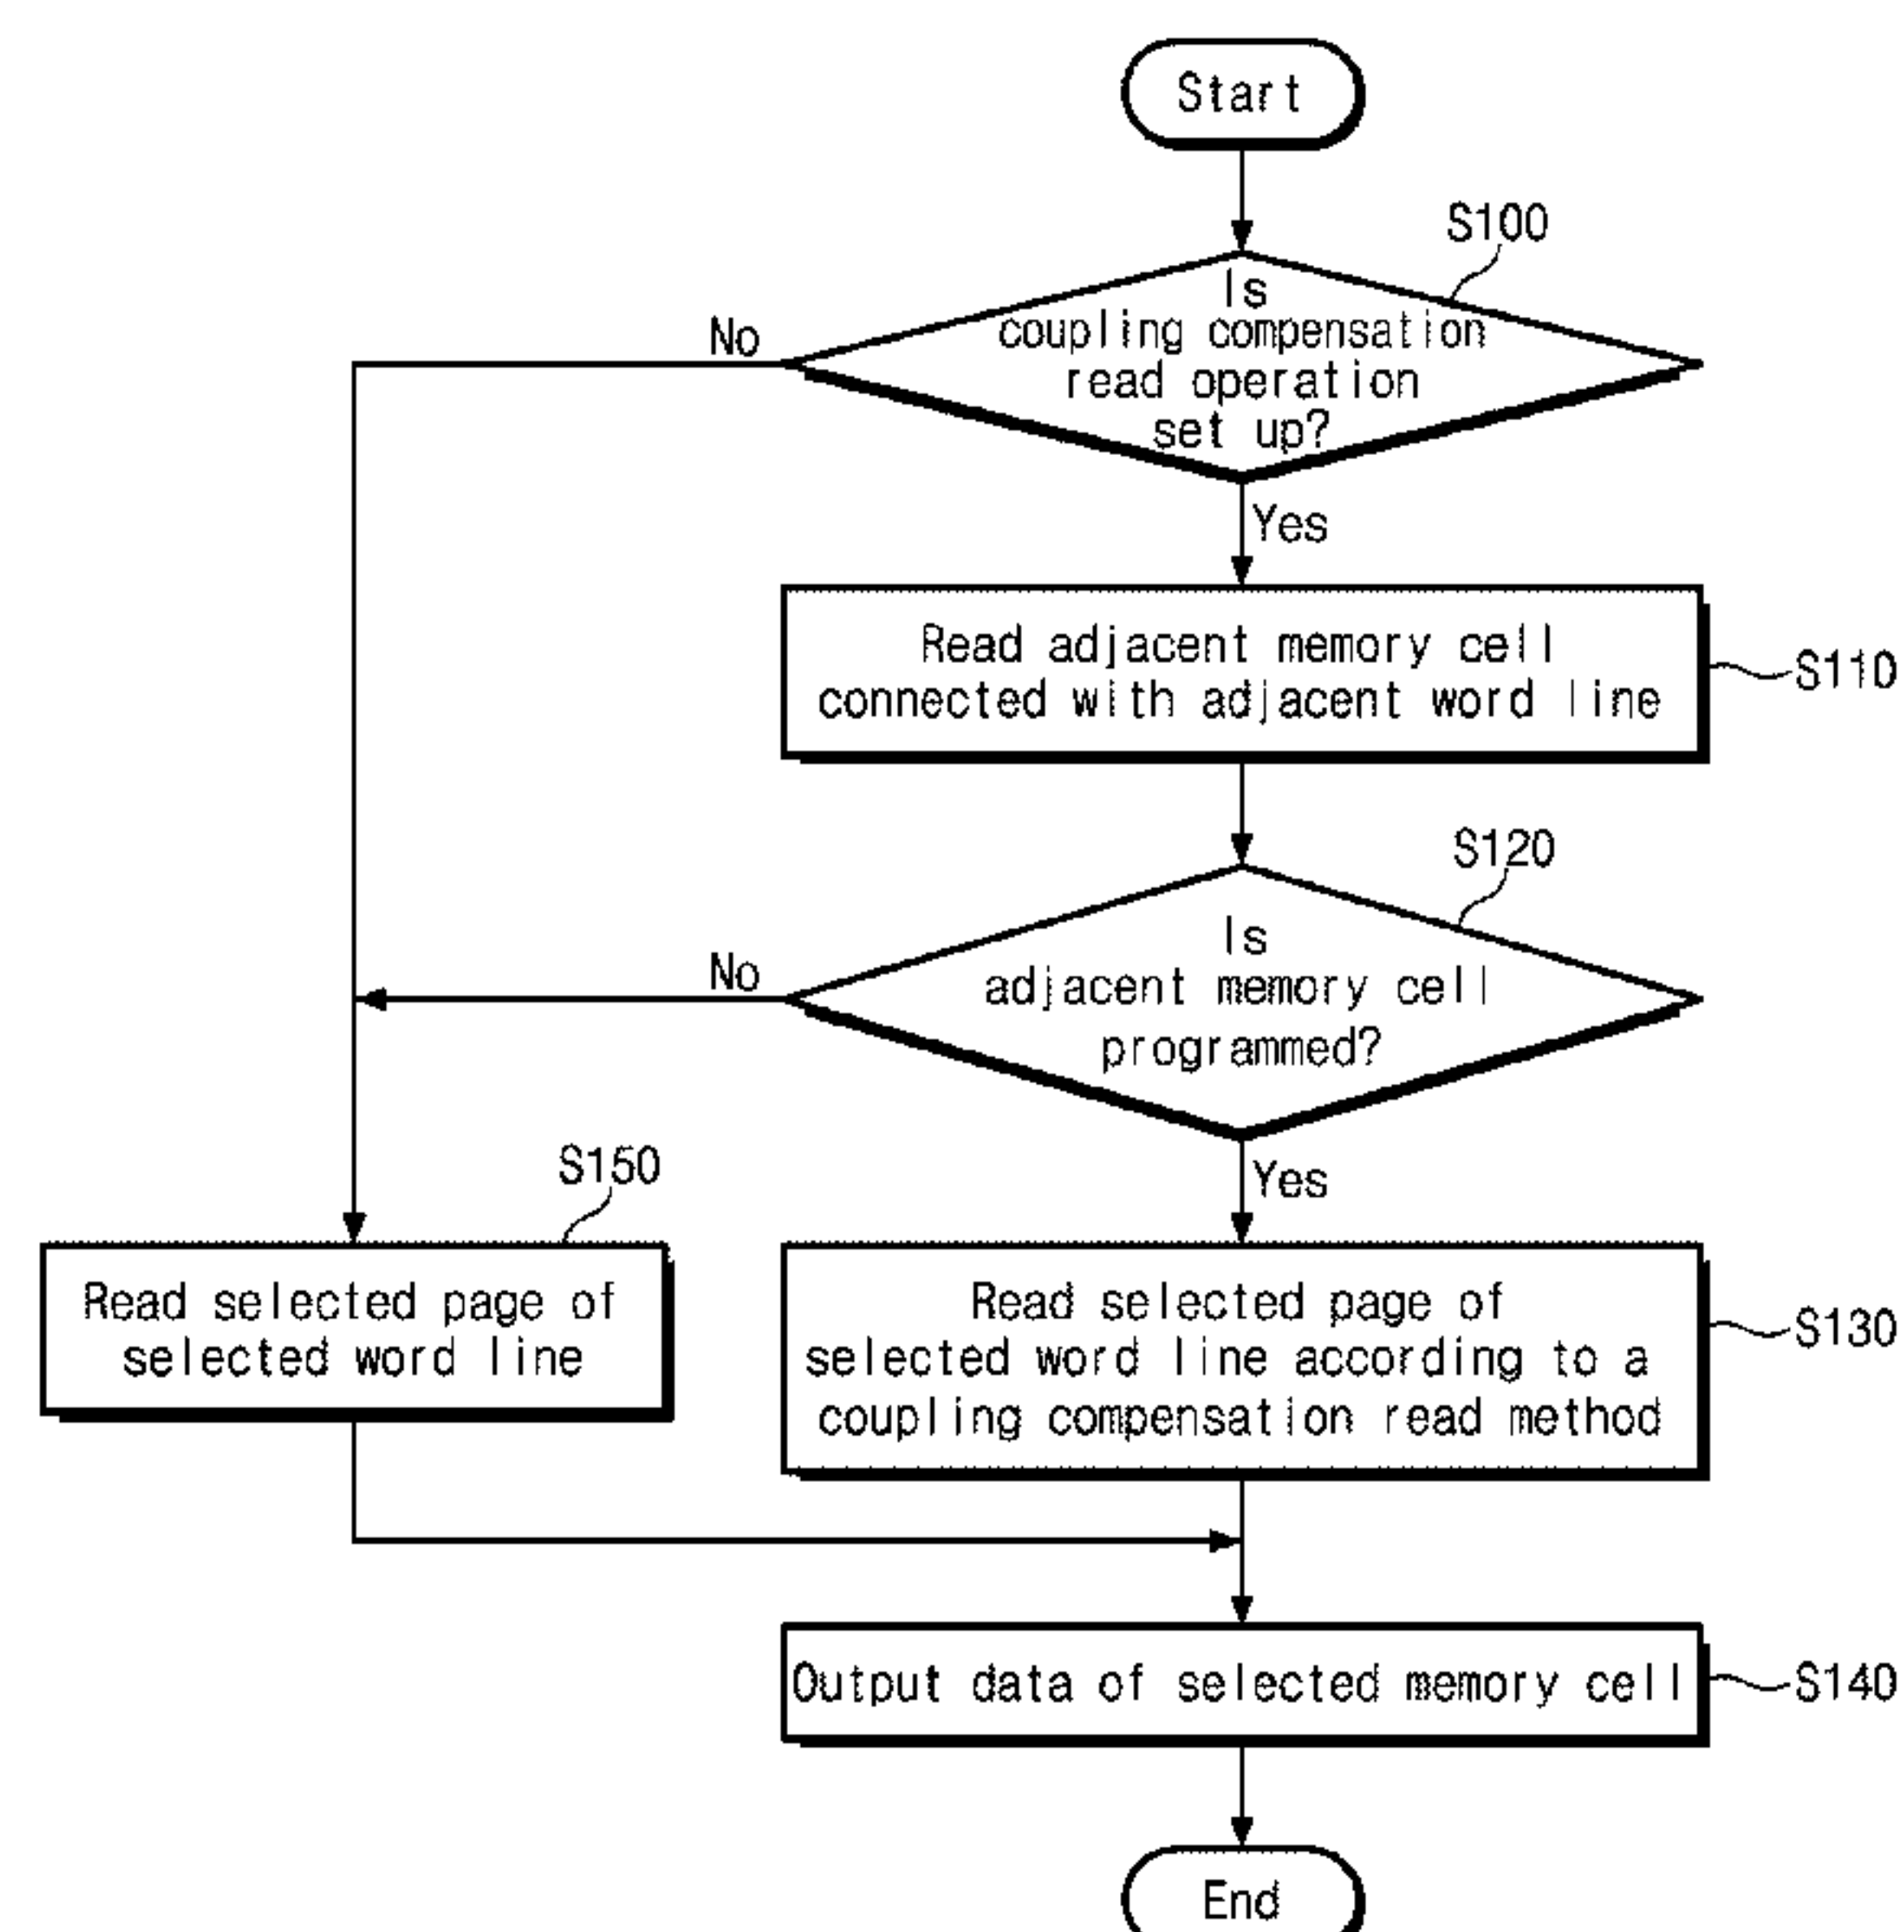 Start
S100
Is
coupling compensation
read operation
set up?
No
Yes
Read adjacent memory cell
connected with adjacent word line
S110
S120
Is
adjacent memory cell
programmed?
No
Yes
S150
Read selected page of
selected word line
Read selected page of
selected word line according to a
coupling compensation read method
S130
Output data of selected memory cell
S140
End